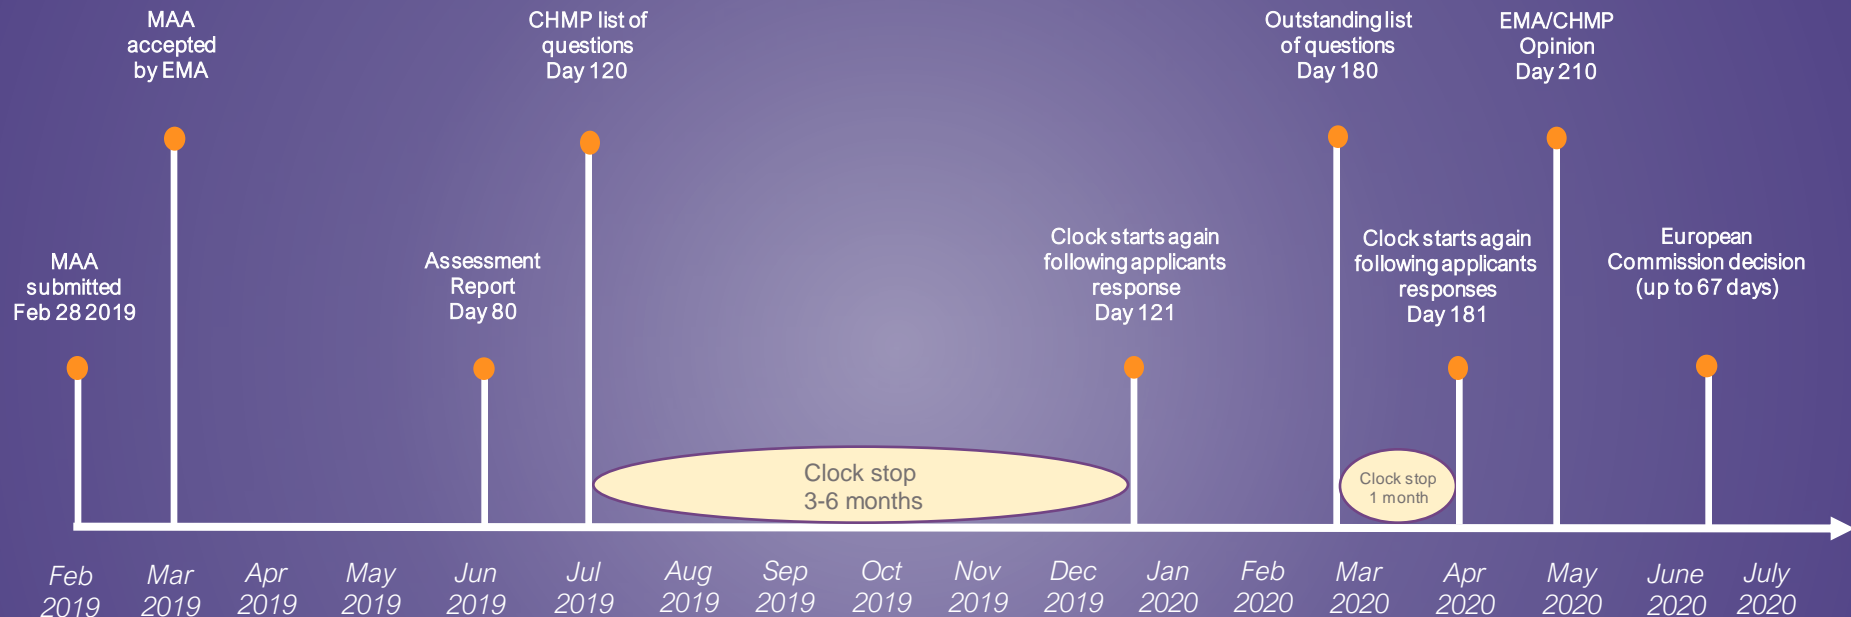 MAA
accepted
by EMA
CHMP list of
questions
Day 120
Outstanding list
of questions
Day 180
EMA/CHMP
Opinion
Day 210
MAA
submitted
Feb 28 2019
Assessment
Report
Day 80
Clock starts again
following applicants
response
Day 121
Clock starts again
following applicants
responses
Day 181
European
Commission decision
(up to 67 days)
Clock stop
3-6 months
Clock stop
1 month
Feb
2019
Mar
2019
Apr
2019
May
2019
Jun
2019
Jul
2019
Aug
2019
Sep
2019
Oct
2019
Nov
2019
Dec
2019
Jan
2020
Feb
2020
Mar
2020
Apr
2020
May
2020
June
2020
July
2020